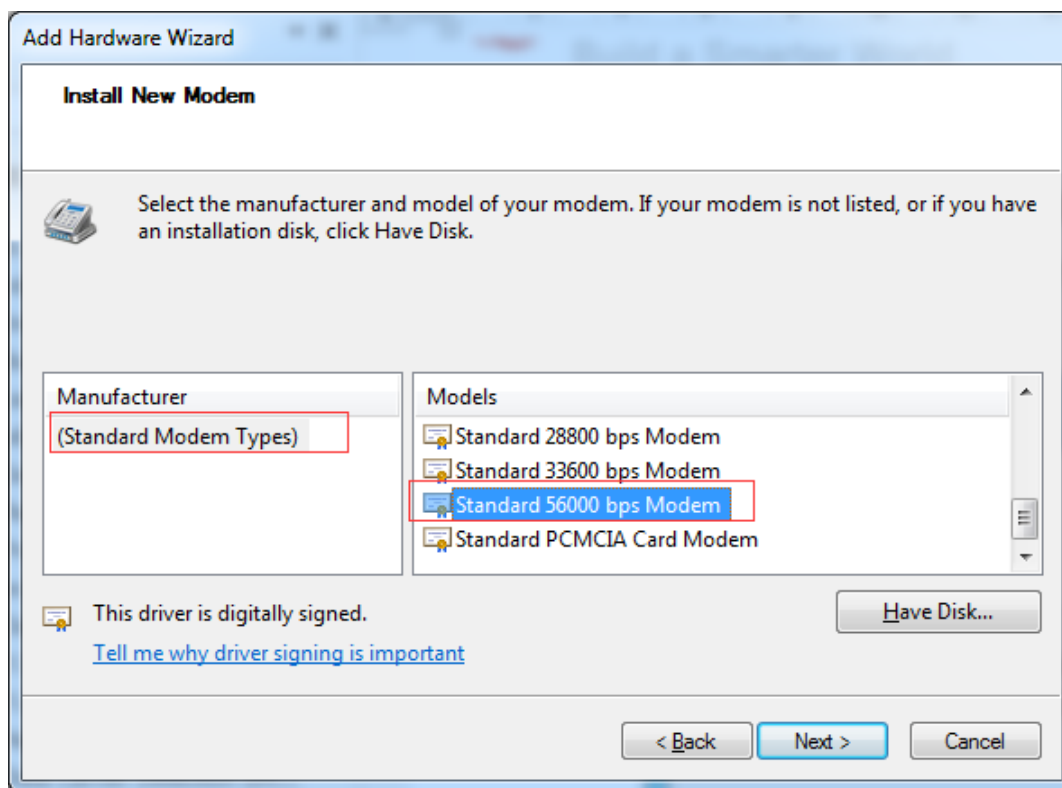 Add Hardware Wizard
Install New Modem
Select the manufacturer and model of your modem. If your modem is not listed, or if you have
an installation disk, click Have Disk.
Manufacturer
(Standard Modem Types)
Models
Standard 28800 bps Modem
Standard 33600 bps Modem
Standard 56000 bps Modem
Standard PCMCIA Card Modem
This driver is digitally signed.
Tell me why driver signing is important
Have Disk...
< Back
Next >
Cancel